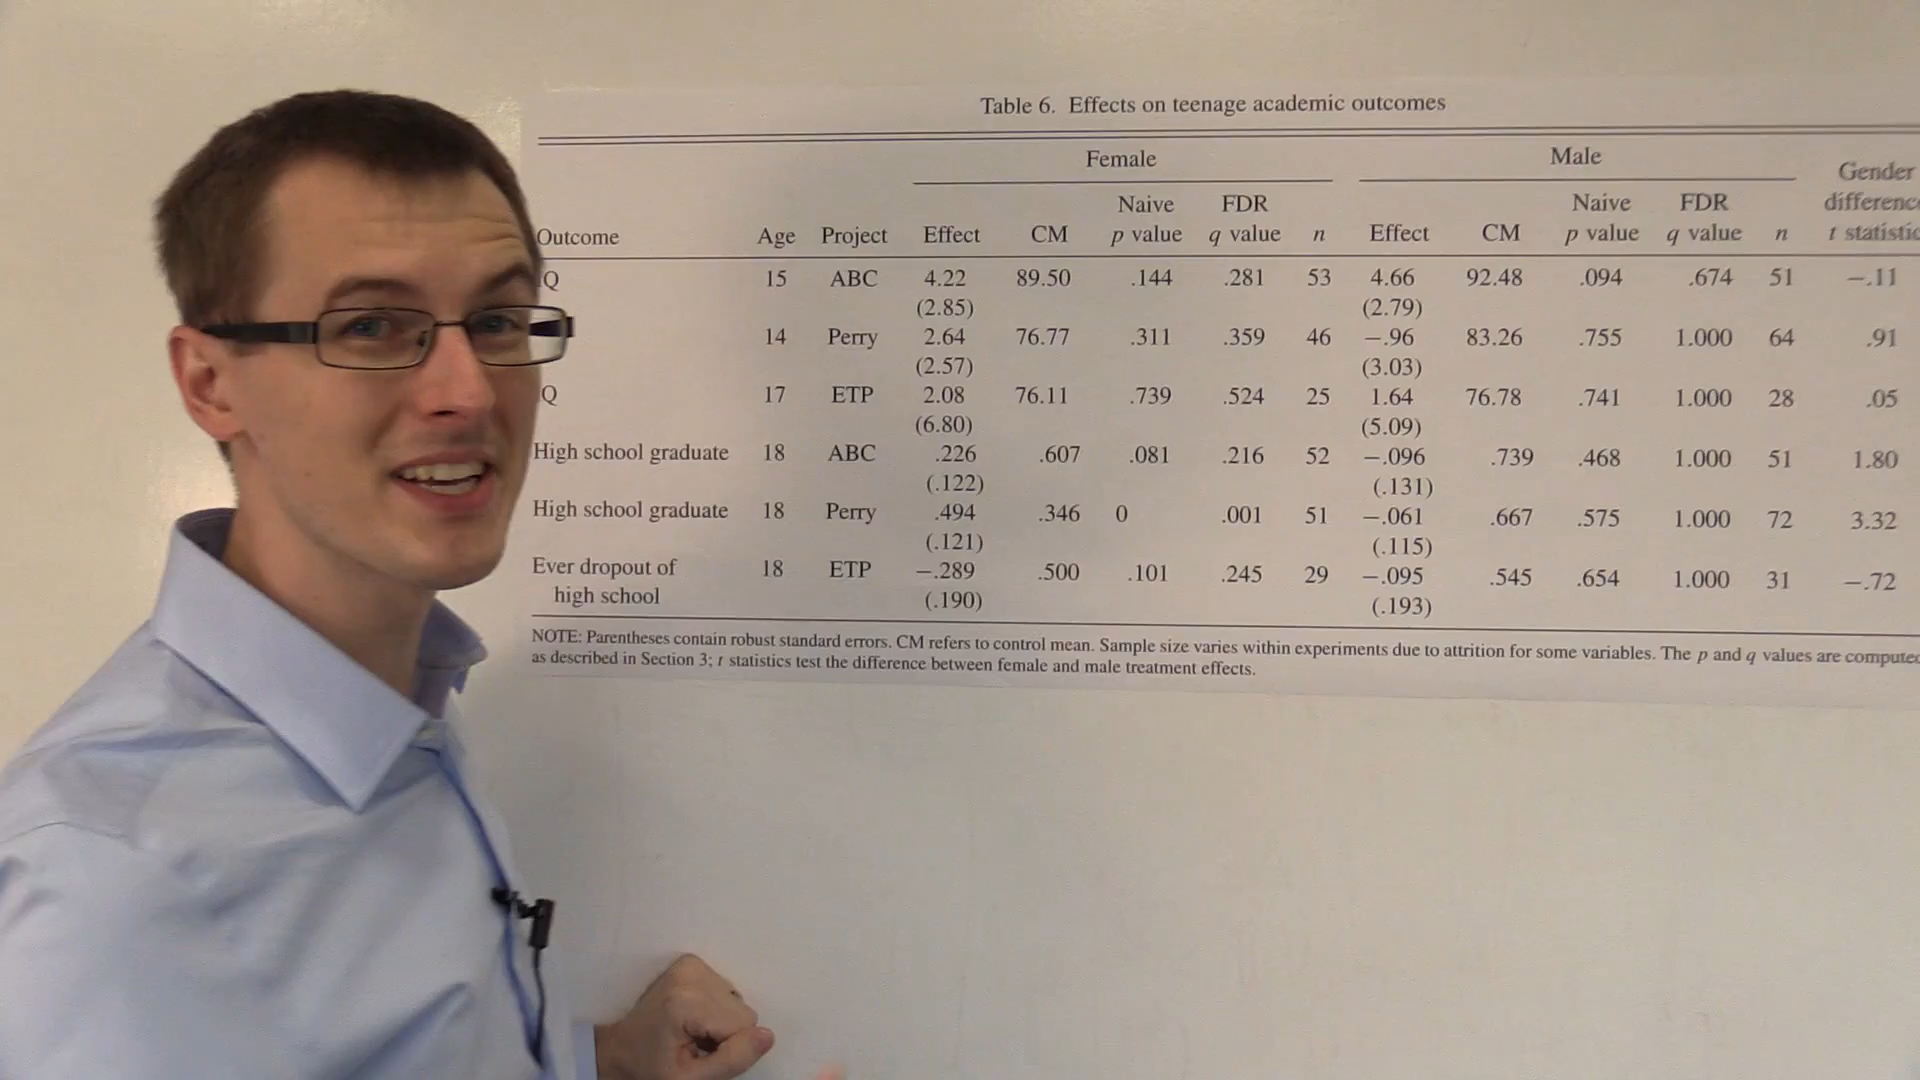 Table 6. Effects on teenage academic outcomes
Female Male Gender
Naive FDR Naive FDR difference
Outcome Age Project Effect CM p value q value n Effect CM p value q value n t statistic
Q 15 ABC 4.22 89.50 .144 .281 53 4.66 92.48 .094 .674 51 −.11
(2.85) (2.79)
14 Perry 2.64 76.77 .311 .359 46 −.96 83.26 .755 1.000 64 .91
(2.57) (3.03)
Q 17 ETP 2.08 76.11 .739 .524 25 1.64 76.78 .741 1.000 28 .05
(6.80) (5.09)
High school graduate 18 ABC .226 .607 .081 .216 52 −.096 .739 .468 1.000 51 1.80
(.122) (.131)
High school graduate 18 Perry .494 .346 0 .001 51 −.061 .667 .575 1.000 72 3.32
(.121) (.115)
Ever dropout of 18 ETP −.289 .500 .101 .245 29 −.095 .545 .654 1.000 31 −.72
high school (.190) (.193)
NOTE: Parentheses contain robust standard errors. CM refers to control mean. Sample size varies within experiments due to attrition for some variables. The p and q values are computed
as described in Section 3; t statistics test the difference between female and male treatment effects.